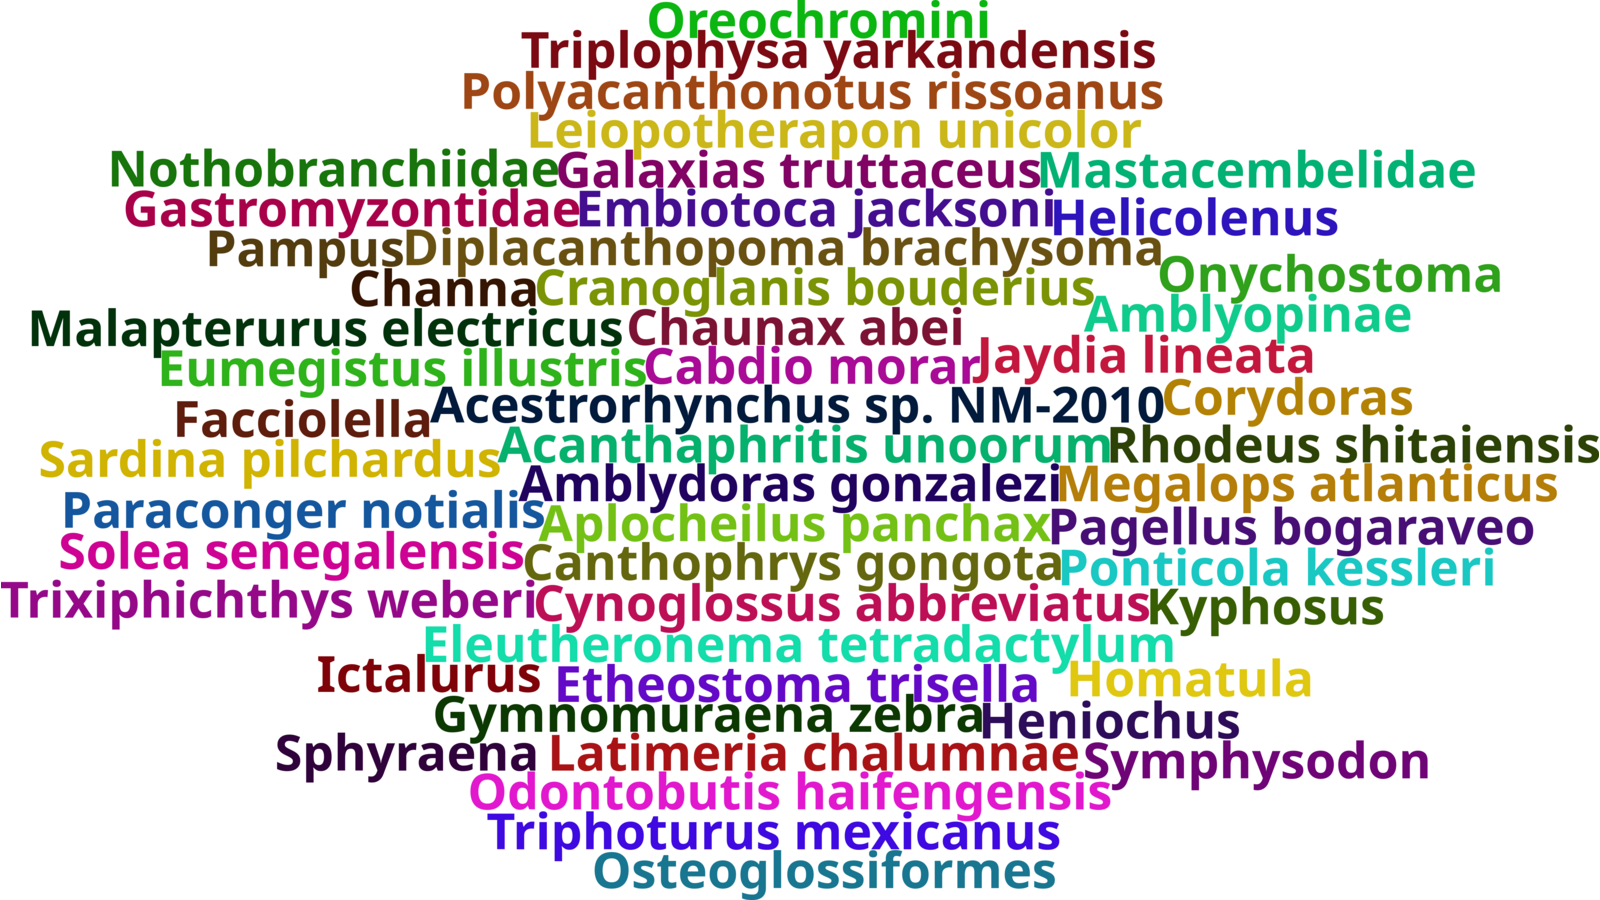 Oreochromini
Triplophysa yarkandensis
Polyacanthonotus rissoanus
Leiopotherapon unicolor
Nothobranchiidae Galaxias truttaceus Mastacembelidae
Gastromyzontidae Embiotoca jacksoni Helicolenus
Pampus Diplacanthopoma brachysoma
Channa Cranoglanis bouderius Onychostoma
Malapterurus electricus Chaunax abei Amblyopinae
Eumegistus illustris Cabdio morar Jaydia lineata
Facciolella Acestrorhynchus sp. NM-2010 Corydoras
Sardina pilchardus Acanthaphritis unoorum Rhodeus shitaiensis
Amblydoras gonzalezi Megalops atlanticus
Paraconger notialis Aplocheilus panchax Pagellus bogaraveo
Solea senegalensis Canthophrys gongota Ponticola kessleri
Trixiphichthys weberi Cynoglossus abbreviatus Kyphosus
Eleutheronema tetradactylum
Ictalurus Etheostoma trisella Homatula
Gymnomuraena zebra Heniochus
Sphyraena Latimeria chalumnae Symphysodon
Odontobutis haifengensis
Triphoturus mexicanus
Osteoglossiformes